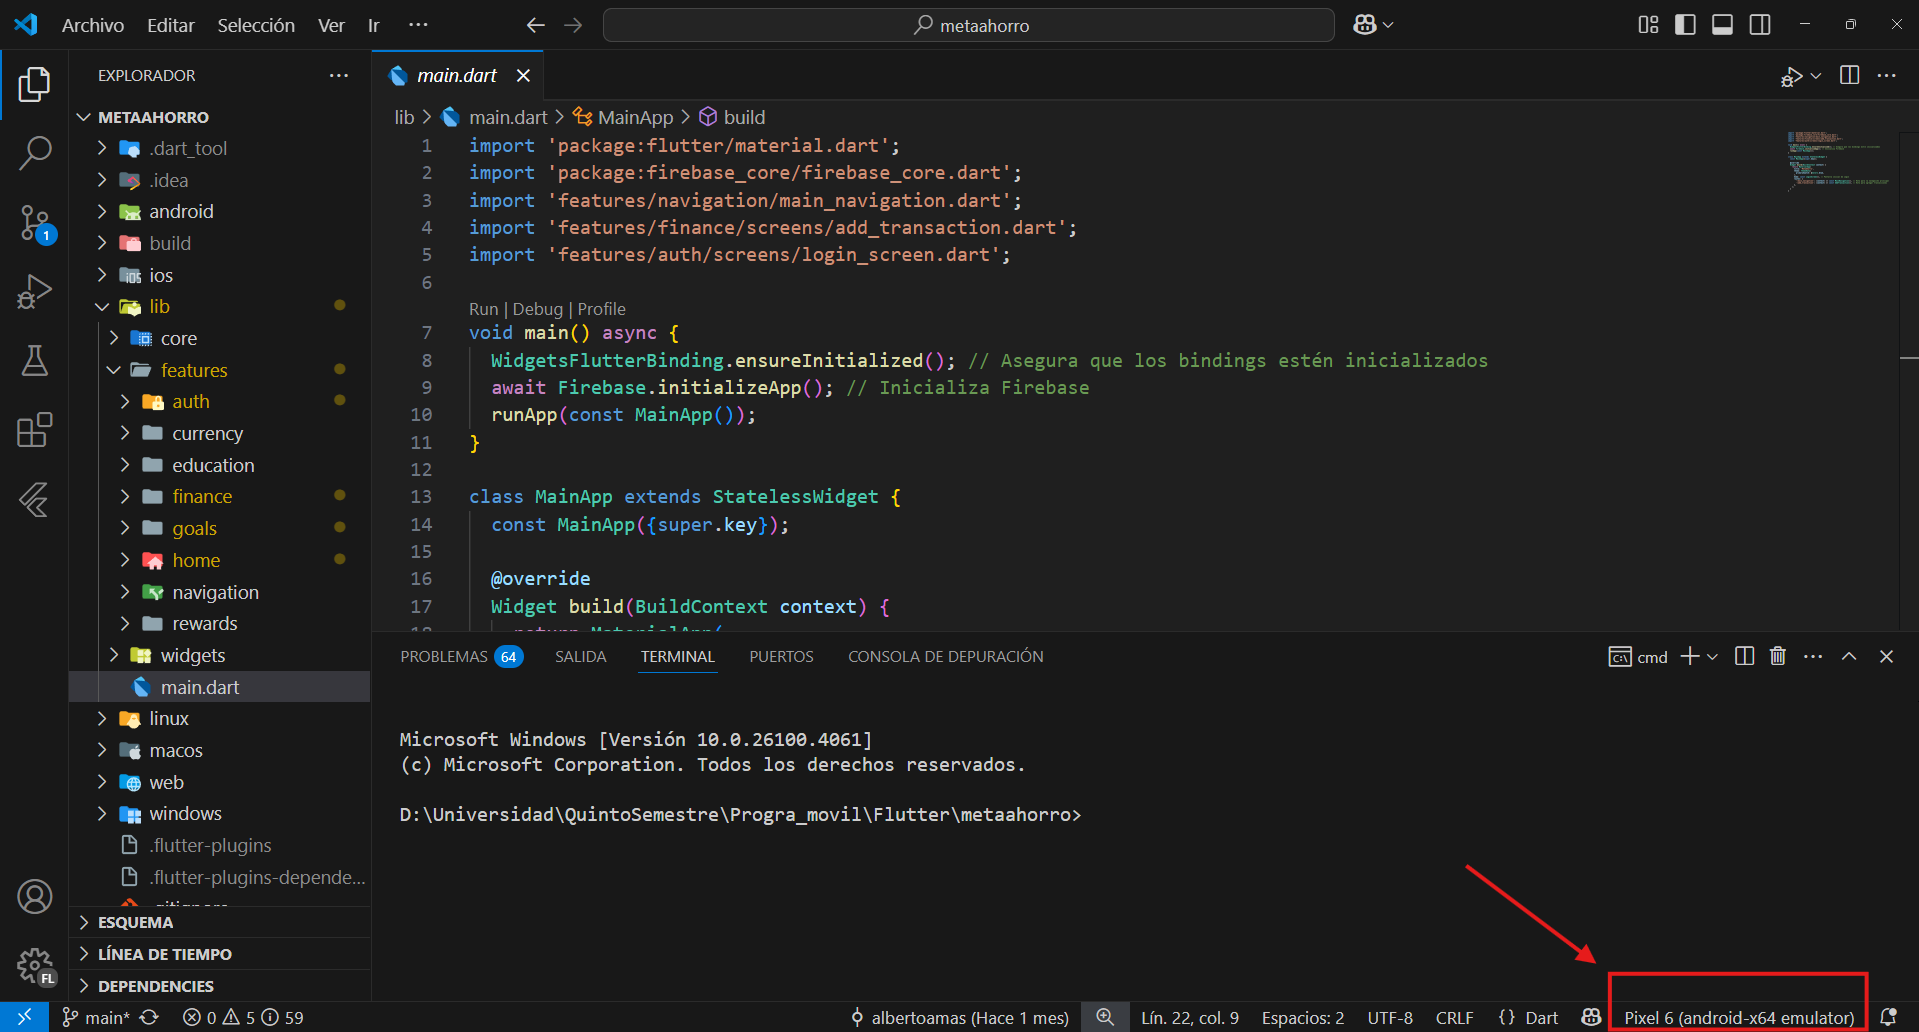 Archivo Editar Selección Ver Ir ··· metaahorro
EXPLORADOR ···
METAAHORRO
.dart_tool
.idea
android
build
ios
lib
core
features
auth
currency
education
finance
goals
home
navigation
rewards
widgets
main.dart
linux
macos
web
windows
.flutter-plugins
.flutter-plugins-depende...
.gitignore
ESQUEMA
LÍNEA DE TIEMPO
DEPENDENCIES
1
FL
main.dart
lib > main.dart > MainApp > build
1 import 'package:flutter/material.dart';
2 import 'package:firebase_core/firebase_core.dart';
3 import 'features/navigation/main_navigation.dart';
4 import 'features/finance/screens/add_transaction.dart';
5 import 'features/auth/screens/login_screen.dart';
6
Run | Debug | Profile
7 void main() async {
8 WidgetsFlutterBinding.ensureInitialized(); // Asegura que los bindings estén inicializados
9 await Firebase.initializeApp(); // Inicializa Firebase
10 runApp(const MainApp());
11 }
12
13 class MainApp extends StatelessWidget {
14 const MainApp({super.key});
15
16 @override
17 Widget build(BuildContext context) {
18 return MaterialApp(
PROBLEMAS 64 SALIDA TERMINAL PUERTOS CONSOLA DE DEPURACIÓN cmd
Microsoft Windows [Versión 10.0.26100.4061]
(c) Microsoft Corporation. Todos los derechos reservados.
D:\Universidad\QuintoSemestre\Progra_movil\Flutter\metaahorro>
main* 0 5 59 albertoamas (Hace 1 mes) Lín. 22, col. 9 Espacios: 2 UTF-8 CRLF {} Dart Pixel 6 (android-x64 emulator)